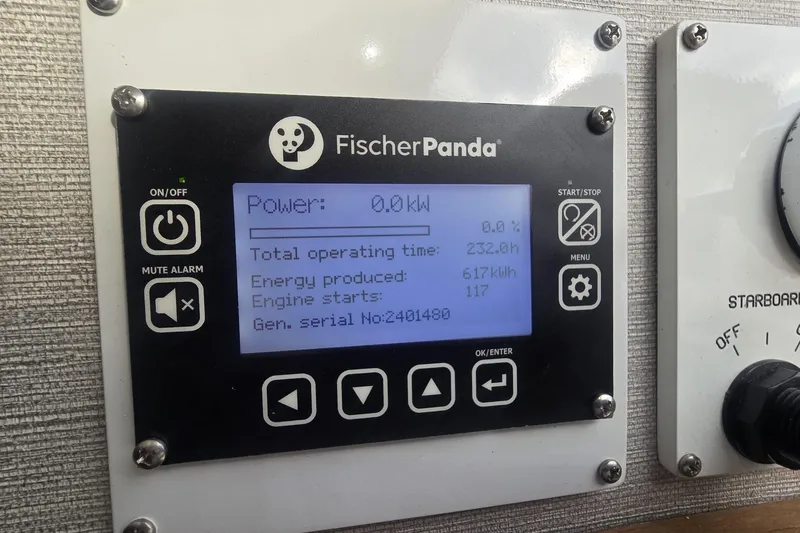 FischerPanda®
ON/OFF
START/STOP
Power: 0.0kW
0.0 %
MUTE ALARM
MENU
Total operating time: 232.0h
Energy produced: 617kWh
Engine starts: 117
Gen. serial No:2401480
OK/ENTER
STARBOARD
OFF
I